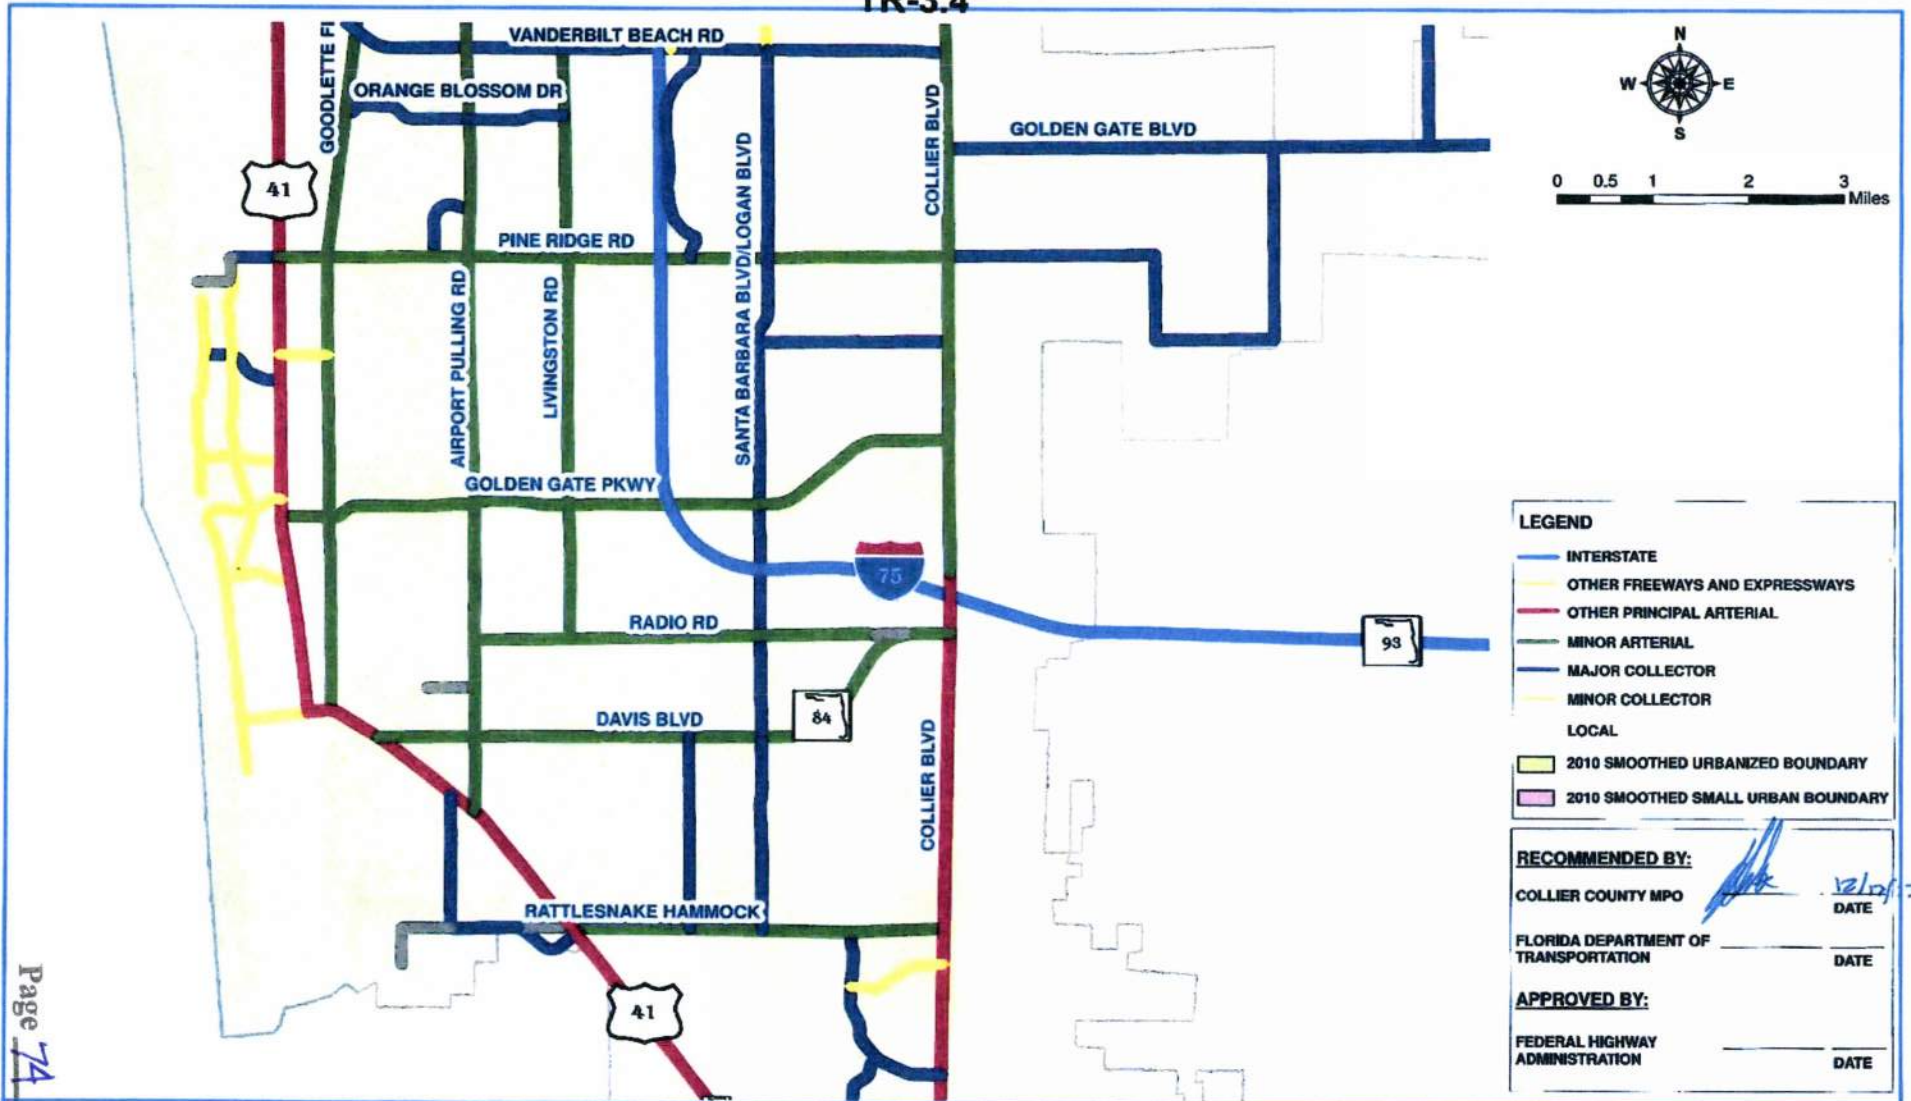 TR-3.4
VANDERBILT BEACH RD
GOODLETTE
ORANGE BLOSSOM DR
41
COLLIER BLVD
GOLDEN GATE BLVD
SANTA BARBARA BLVD/LOGAN BLVD
PINE RIDGE RD
AIRPORT PULLING RD
LIVINGSTON RD
GOLDEN GATE PKWY
75
RADIO RD
93
84
DAVIS BLVD
COLLIER BLVD
RATTLESNAKE HAMMOCK
41
N
W
E
S
0 0.5 1 2 3
Miles
LEGEND
INTERSTATE
OTHER FREEWAYS AND EXPRESSWAYS
OTHER PRINCIPAL ARTERIAL
MINOR ARTERIAL
MAJOR COLLECTOR
MINOR COLLECTOR
LOCAL
2010 SMOOTHED URBANIZED BOUNDARY
2010 SMOOTHED SMALL URBAN BOUNDARY
RECOMMENDED BY:
COLLIER COUNTY MPO
DATE
FLORIDA DEPARTMENT OF
TRANSPORTATION
DATE
APPROVED BY:
FEDERAL HIGHWAY
ADMINISTRATION
DATE
Page 74